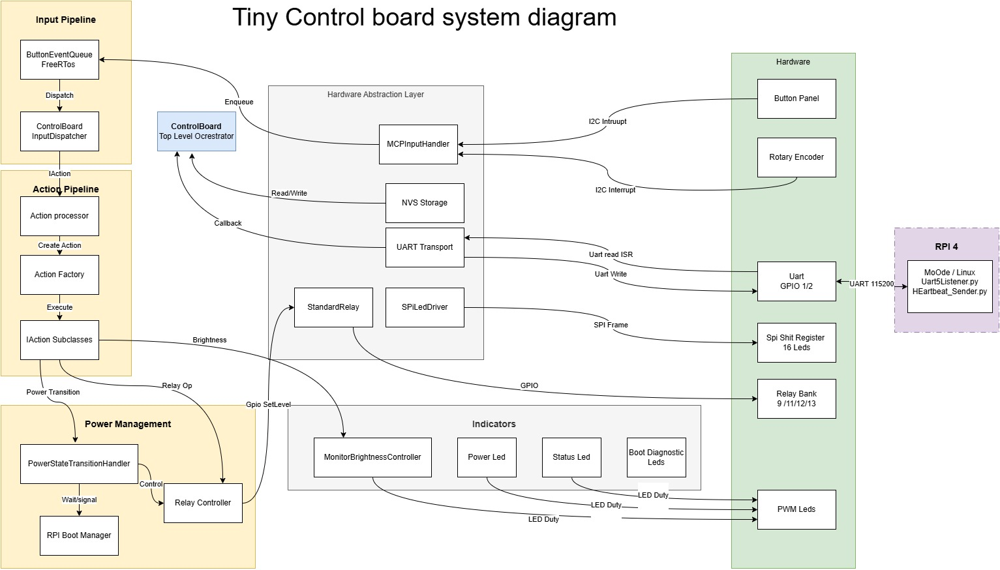 Tiny Control board system diagram
Input Pipeline
ButtonEventQueue
FreeRTos
Dispatch
ControlBoard
InputDispatcher
IAction
Action Pipeline
Action processor
Create Action
Action Factory
Execute
IAction Subclasses
Power Transition
Relay Op
Brightness
Power Management
PowerStateTransitionHandler
Control
Wait/signal
Relay Controller
RPI Boot Manager
Gpio SetLevel
ControlBoard
Top Level Ocrestrator
Enqueue
Read/Write
Callback
Hardware Abstraction Layer
MCPInputHandler
NVS Storage
UART Transport
StandardRelay
SPiLedDriver
I2C Intruupt
I2C Interrupt
Uart read ISR
Uart Write
SPI Frame
GPIO
Indicators
MonitorBrightnessController
Power Led
Status Led
Boot Diagnostic
Leds
LED Duty
LED Duty
LED Duty
Hardware
Button Panel
Rotary Encoder
Uart
GPIO 1/2
Spi Shit Register
16 Leds
Relay Bank
9 /11/12/13
PWM Leds
UART 115200
RPI 4
MoOde / Linux
Uart5Listener.py
HEartbeat_Sender.py